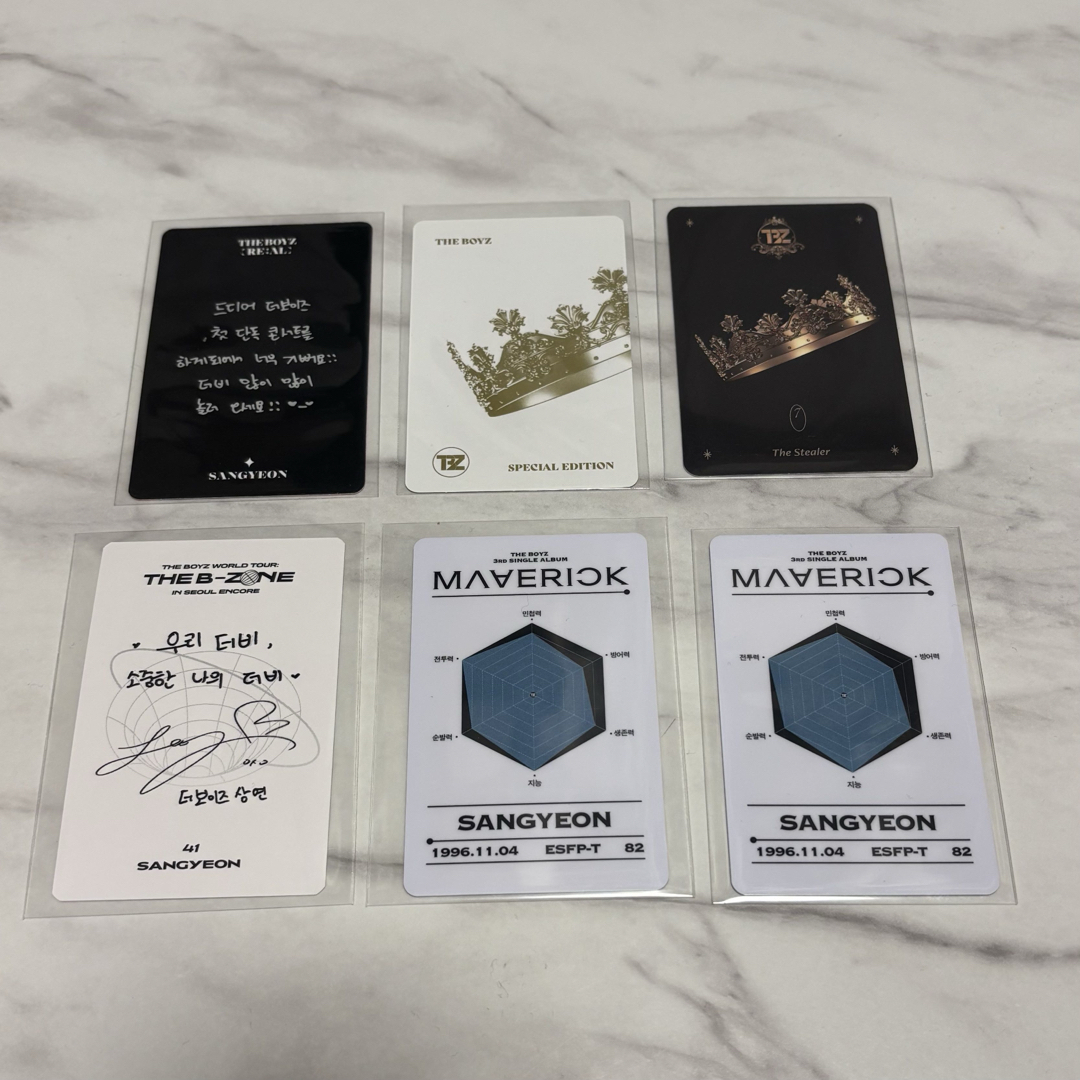 THE BOYZ
:RE:AL:
드디어 더보이즈
첫 단독 콘서트를
하게되어서 너무 기뻐요::
더비 많이 많이
놀러 오세요::
SANGYEON
THE BOYZ
TBZ
SPECIAL EDITION
TBZ
7
The Stealer
THE BOYZ WORLD TOUR:
THE B-ZONE
IN SEOUL ENCORE
우리 더비,
소중한 나의 더비
더보이즈 상연
41
SANGYEON
THE BOYZ
3RD SINGLE ALBUM
MAVERICK
민첩력
전투력
방어력
순발력
생존력
지능
SANGYEON
1996.11.04 ESFP-T 82
THE BOYZ
3RD SINGLE ALBUM
MAVERICK
민첩력
전투력
방어력
순발력
생존력
지능
SANGYEON
1996.11.04 ESFP-T 82